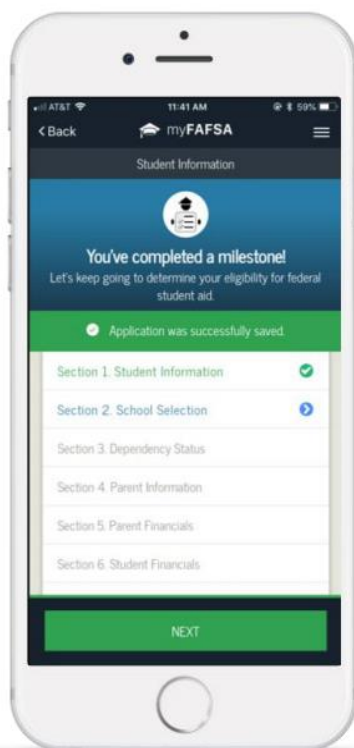 AT&T 11:41 AM 59%
Back myFAFSA
Student Information
You've completed a milestone!
Let's keep going to determine your eligibility for federal
student aid.
Application was successfully saved.
Section 1. Student Information
Section 2. School Selection
Section 3. Dependency Status
Section 4. Parent Information
Section 5. Parent Financials
Section 6. Student Financials
NEXT